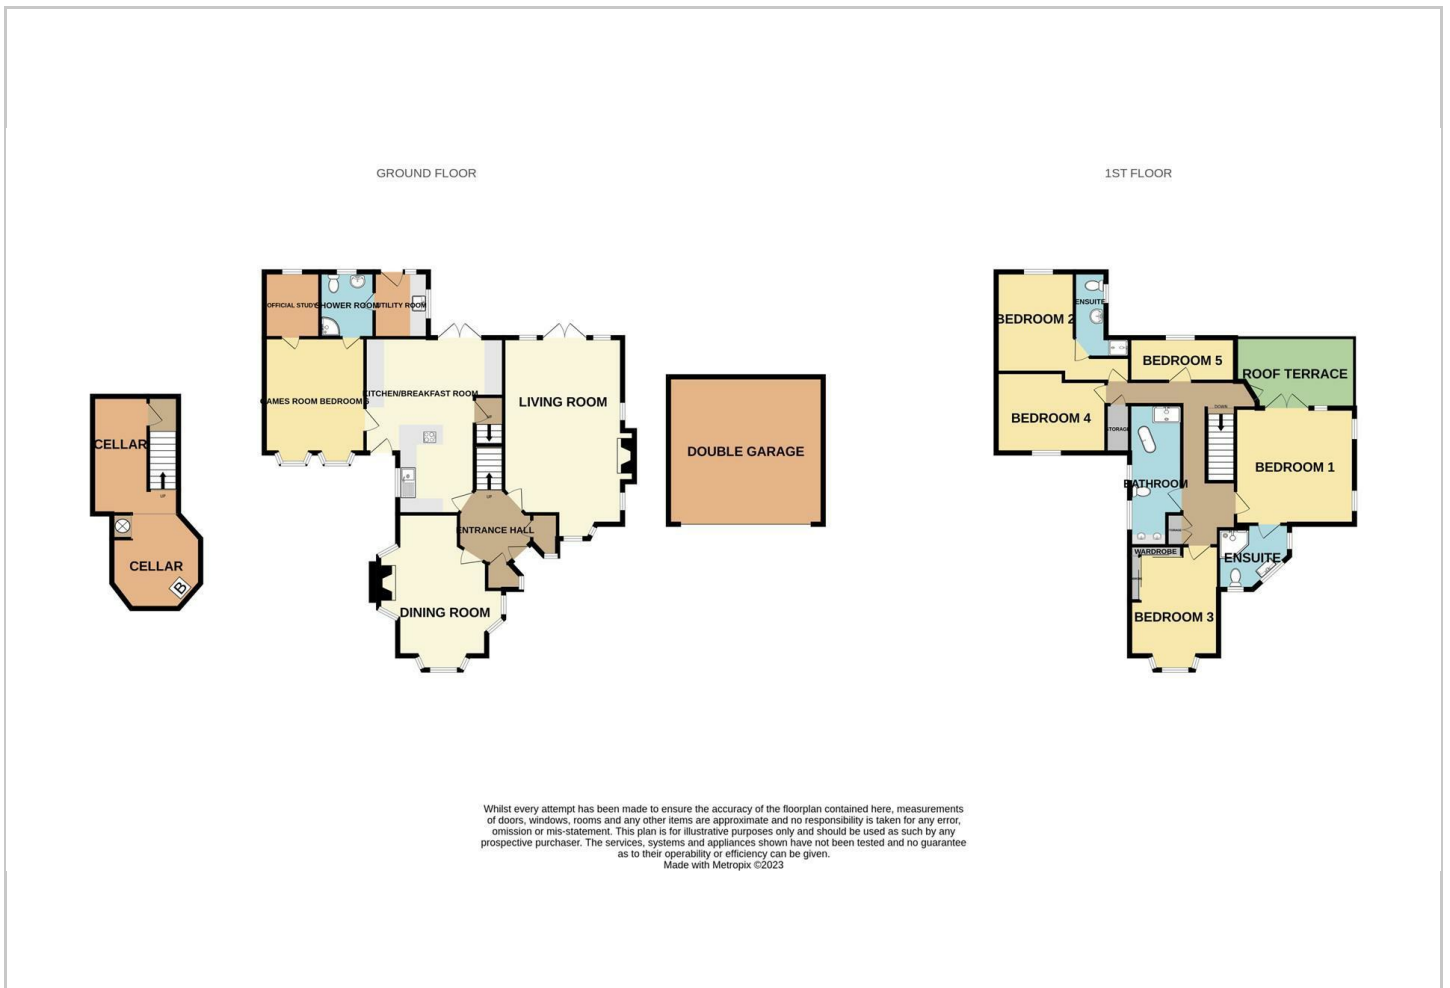 GROUND FLOOR
1ST FLOOR
OFFICIAL STUDY
SHOWER ROOM
UTILITY ROOM
GAMES ROOM BEDROOM 6
KITCHEN/BREAKFAST ROOM
UP
LIVING ROOM
UP
ENTRANCE HALL
DINING ROOM
CELLAR
UP
CELLAR
B
DOUBLE GARAGE
BEDROOM 2
ENSUITE
BEDROOM 5
ROOF TERRACE
BEDROOM 4
STORAGE
DOWN
BATHROOM
BEDROOM 1
WARDROBE
ENSUITE
BEDROOM 3
Whilst every attempt has been made to ensure the accuracy of the floorplan contained here, measurements
of doors, windows, rooms and any other items are approximate and no responsibility is taken for any error,
omission or mis-statement. This plan is for illustrative purposes only and should be used as such by any
prospective purchaser. The services, systems and appliances shown have not been tested and no guarantee
as to their operability or efficiency can be given.
Made with Metropix ©2023